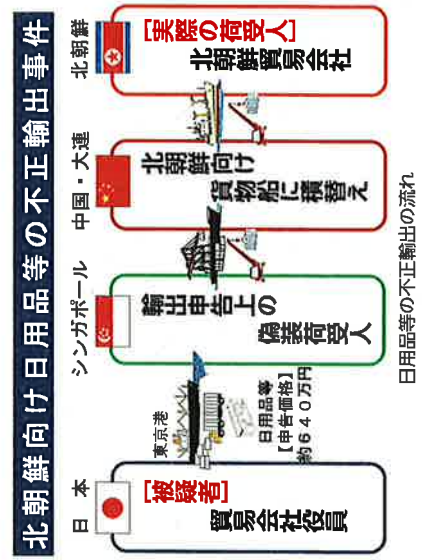 北朝鮮向け日用品等の不正輸出事件
日本
[被疑者]
貿易会社役員
東京港
日用品等
【申告価格】
約640万円
シンガポール
輸出申告上の
偽装荷受人
中国・大連
北朝鮮向け
貨物船に積替え
北朝鮮
[実際の荷受人]
北朝鮮貿易会社
日用品等の不正輸出の流れ